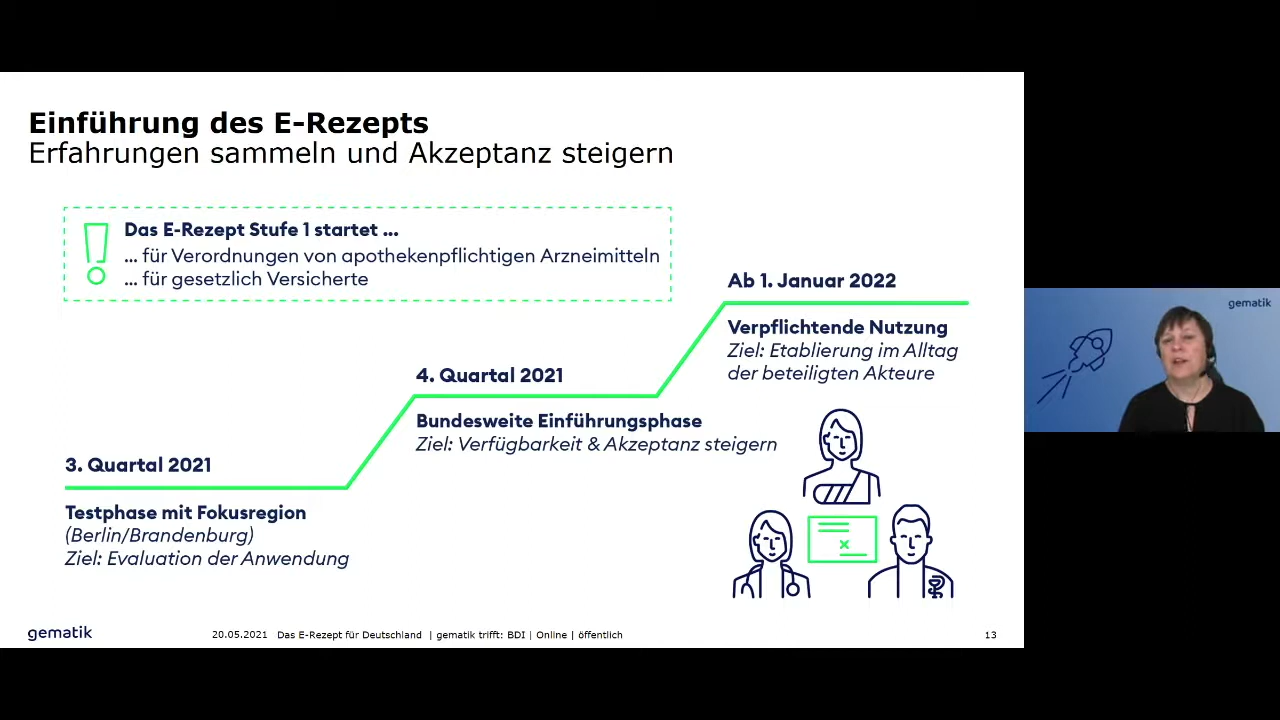 Einführung des E-Rezepts
Erfahrungen sammeln und Akzeptanz steigern
Das E-Rezept Stufe 1 startet ...
... für Verordnungen von apothekenpflichtigen Arzneimitteln
... für gesetzlich Versicherte
Ab 1. Januar 2022
Verpflichtende Nutzung
Ziel: Etablierung im Alltag
der beteiligten Akteure
4. Quartal 2021
Bundesweite Einführungsphase
Ziel: Verfügbarkeit & Akzeptanz steigern
3. Quartal 2021
Testphase mit Fokusregion
(Berlin/Brandenburg)
Ziel: Evaluation der Anwendung
gematik
20.05.2021 Das E-Rezept für Deutschland | gematik trifft: BDI | Online | öffentlich
13
gematik